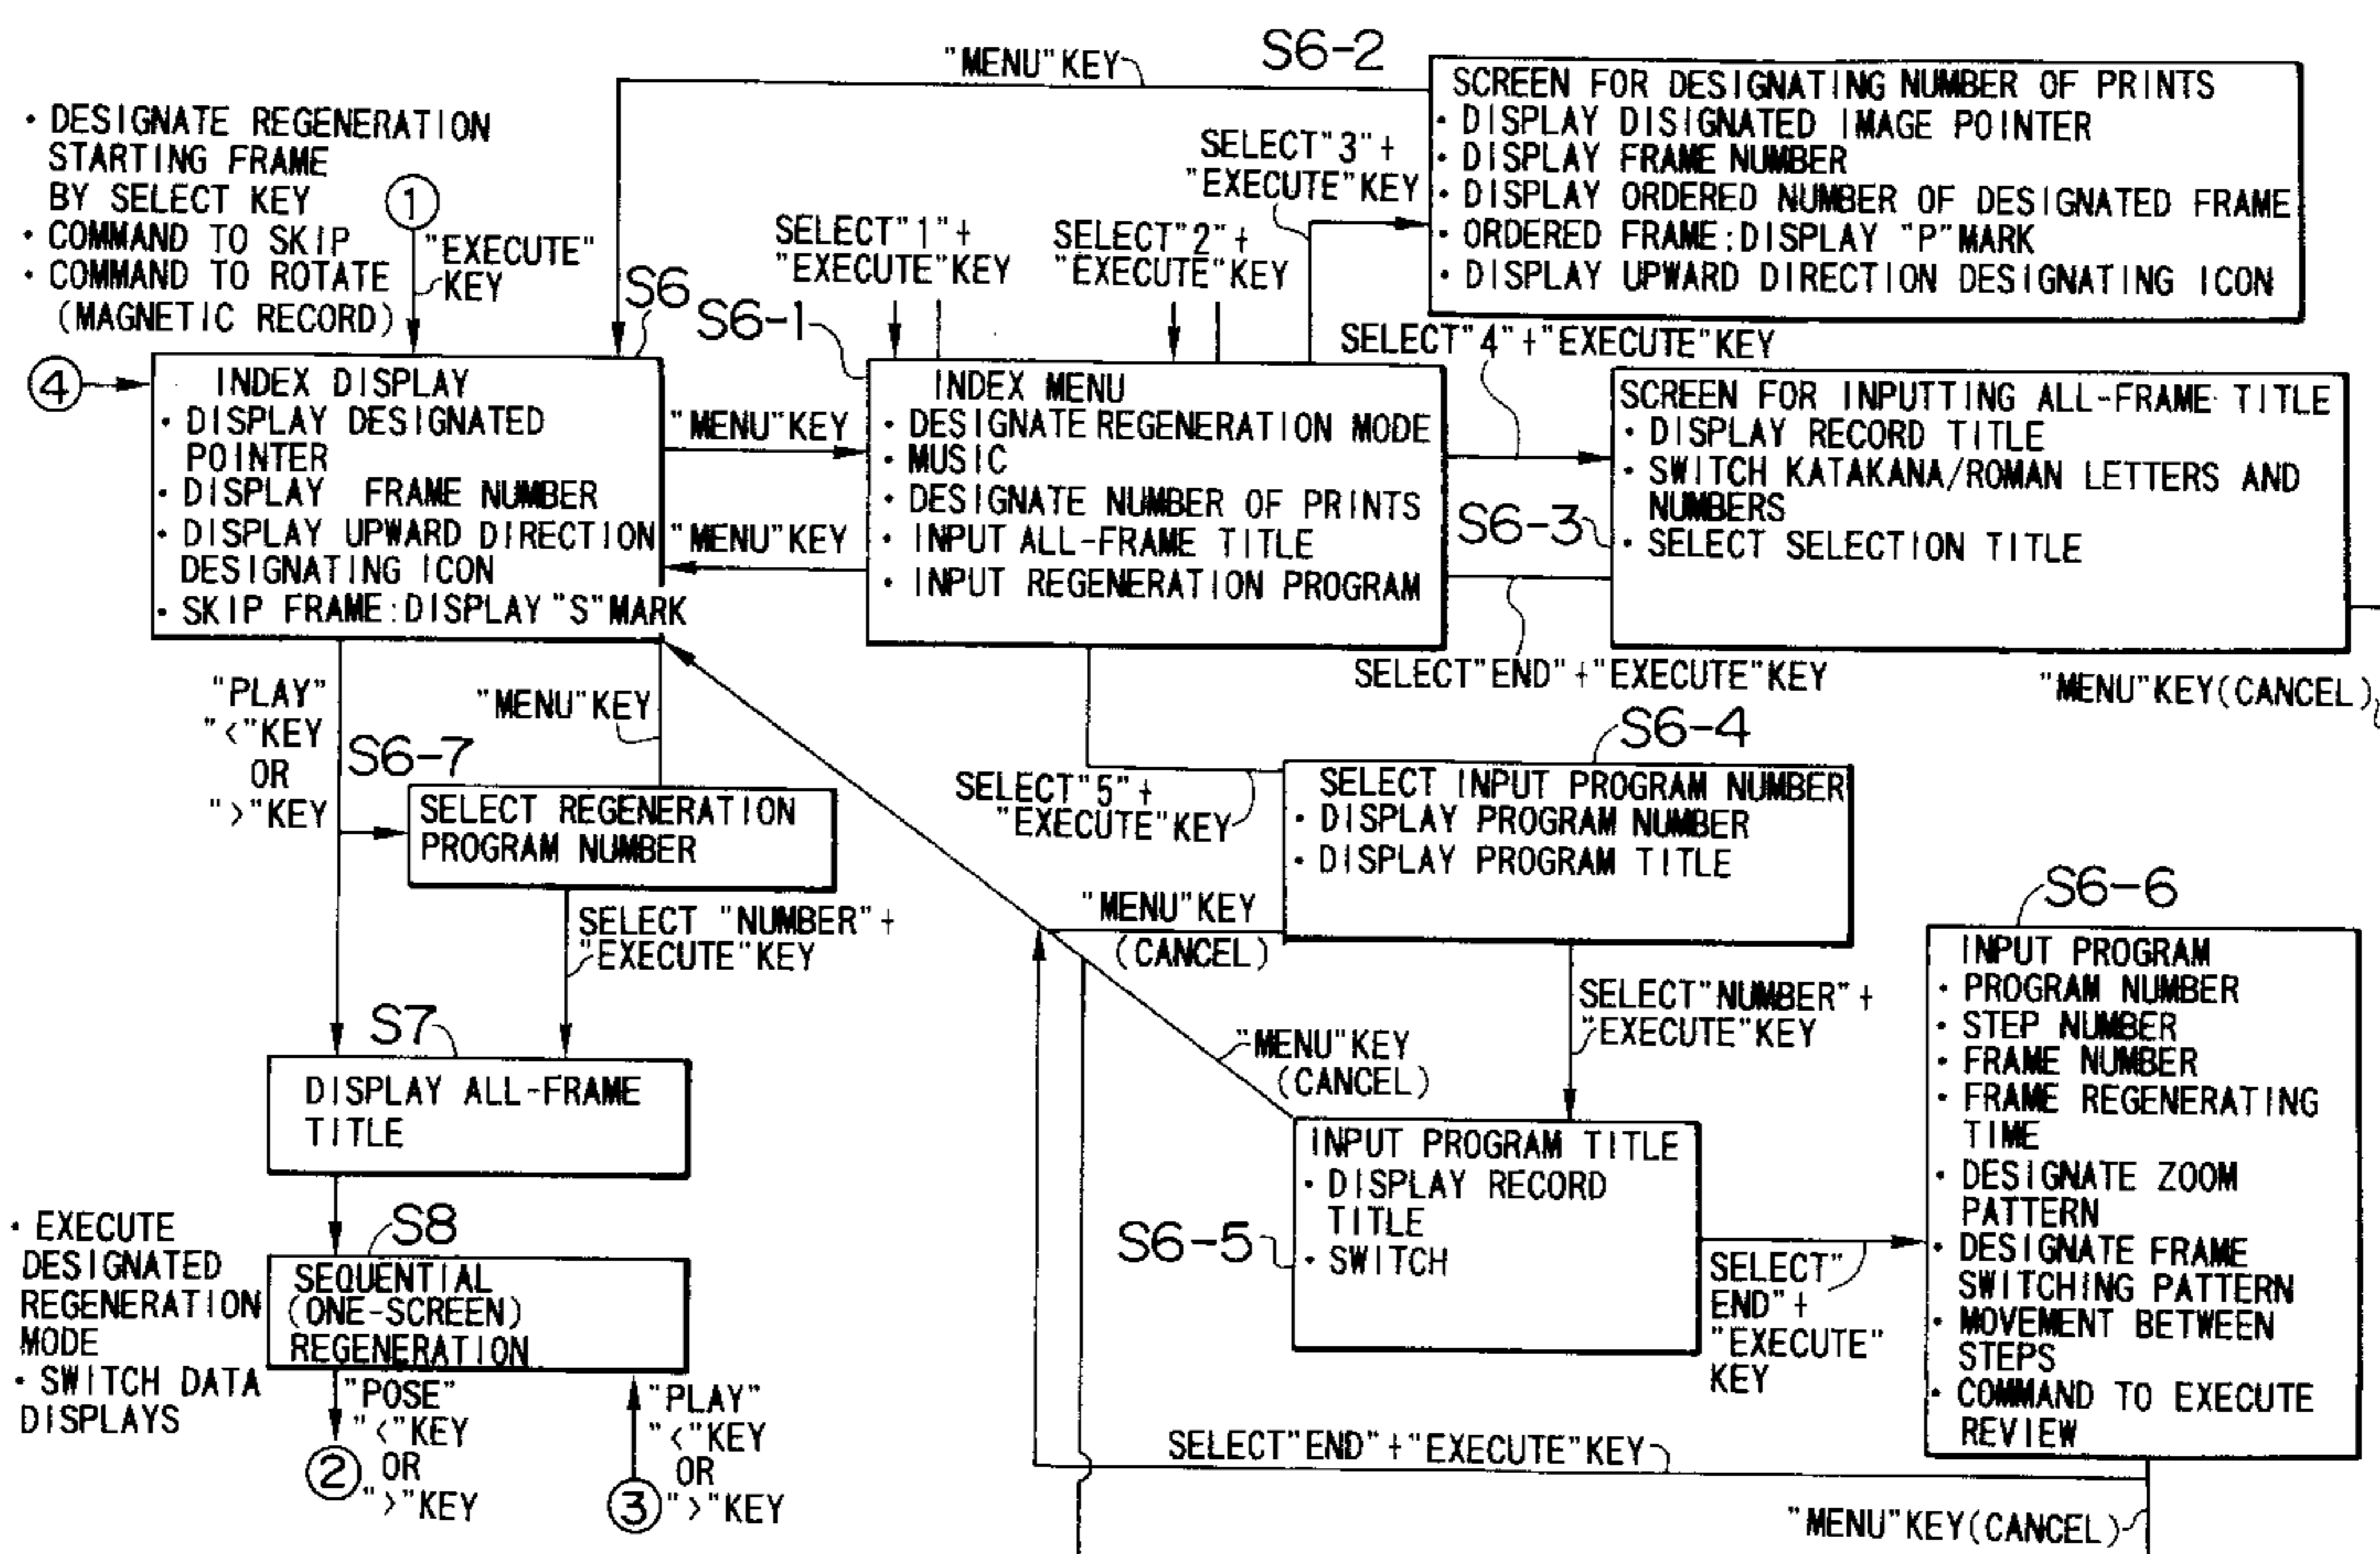 "MENU"KEY
S6-2
SCREEN FOR DESIGNATING NUMBER OF PRINTS
· DISPLAY DISIGNATED IMAGE POINTER
· DISPLAY FRAME NUMBER
· DISPLAY ORDERED NUMBER OF DESIGNATED FRAME
· ORDERED FRAME:DISPLAY "P"MARK
· DISPLAY UPWARD DIRECTION DESIGNATING ICON
· DESIGNATE REGENERATION
STARTING FRAME
BY SELECT KEY
· COMMAND TO SKIP
· COMMAND TO ROTATE
(MAGNETIC RECORD)
1
"EXECUTE"
KEY
S6
S6-1
SELECT"1"+
"EXECUTE"KEY
SELECT"2"+
"EXECUTE"KEY
SELECT"3"+
"EXECUTE"KEY
SELECT"4"+"EXECUTE"KEY
4
INDEX DISPLAY
· DISPLAY DESIGNATED
POINTER
· DISPLAY FRAME NUMBER
· DISPLAY UPWARD DIRECTION
DESIGNATING ICON
· SKIP FRAME:DISPLAY "S"MARK
"MENU"KEY
"MENU"KEY
INDEX MENU
· DESIGNATE REGENERATION MODE
· MUSIC
· DESIGNATE NUMBER OF PRINTS
· INPUT ALL-FRAME TITLE
· INPUT REGENERATION PROGRAM
SCREEN FOR INPUTTING ALL-FRAME TITLE
· DISPLAY RECORD TITLE
· SWITCH KATAKANA/ROMAN LETTERS AND
NUMBERS
· SELECT SELECTION TITLE
S6-3
SELECT"END"+"EXECUTE"KEY
"MENU"KEY(CANCEL)
"PLAY"
"<"KEY
OR
">"KEY
"MENU"KEY
S6-7
SELECT REGENERATION
PROGRAM NUMBER
SELECT "NUMBER"+
"EXECUTE"KEY
S6-4
SELECT"5"+
"EXECUTE"KEY
SELECT INPUT PROGRAM NUMBER
· DISPLAY PROGRAM NUMBER
· DISPLAY PROGRAM TITLE
"MENU"KEY
(CANCEL)
SELECT"NUMBER"+
"EXECUTE"KEY
"MENU"KEY
(CANCEL)
S6-6
INPUT PROGRAM
· PROGRAM NUMBER
· STEP NUMBER
· FRAME NUMBER
· FRAME REGENERATING
TIME
· DESIGNATE ZOOM
PATTERN
· DESIGNATE FRAME
SWITCHING PATTERN
· MOVEMENT BETWEEN
STEPS
· COMMAND TO EXECUTE
REVIEW
S7
DISPLAY ALL-FRAME
TITLE
S6-5
INPUT PROGRAM TITLE
· DISPLAY RECORD
TITLE
· SWITCH
SELECT"
END"+
"EXECUTE"
KEY
· EXECUTE
DESIGNATED
REGENERATION
MODE
· SWITCH DATA
DISPLAYS
S8
SEQUENTIAL
(ONE-SCREEN)
REGENERATION
"POSE"
"<"KEY
OR
">"KEY
2
"PLAY"
"<"KEY
OR
">"KEY
3
SELECT"END"+"EXECUTE"KEY
"MENU"KEY(CANCEL)